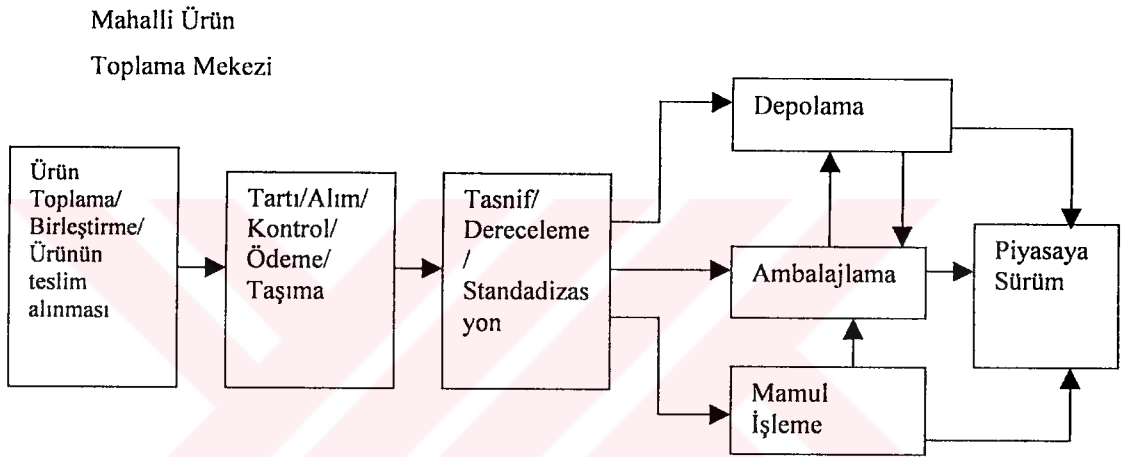 Mahalli Ürün
Toplama Mekezi
Ürün
Toplama/
Birleştirme/
Ürünün
teslim
alınması
Tartı/Alım/
Kontrol/
Ödeme/
Taşıma
Tasnif/
Dereceleme
/
Standadizas
yon
Depolama
Ambalajlama
Mamul
İşleme
Piyasaya
Sürüm